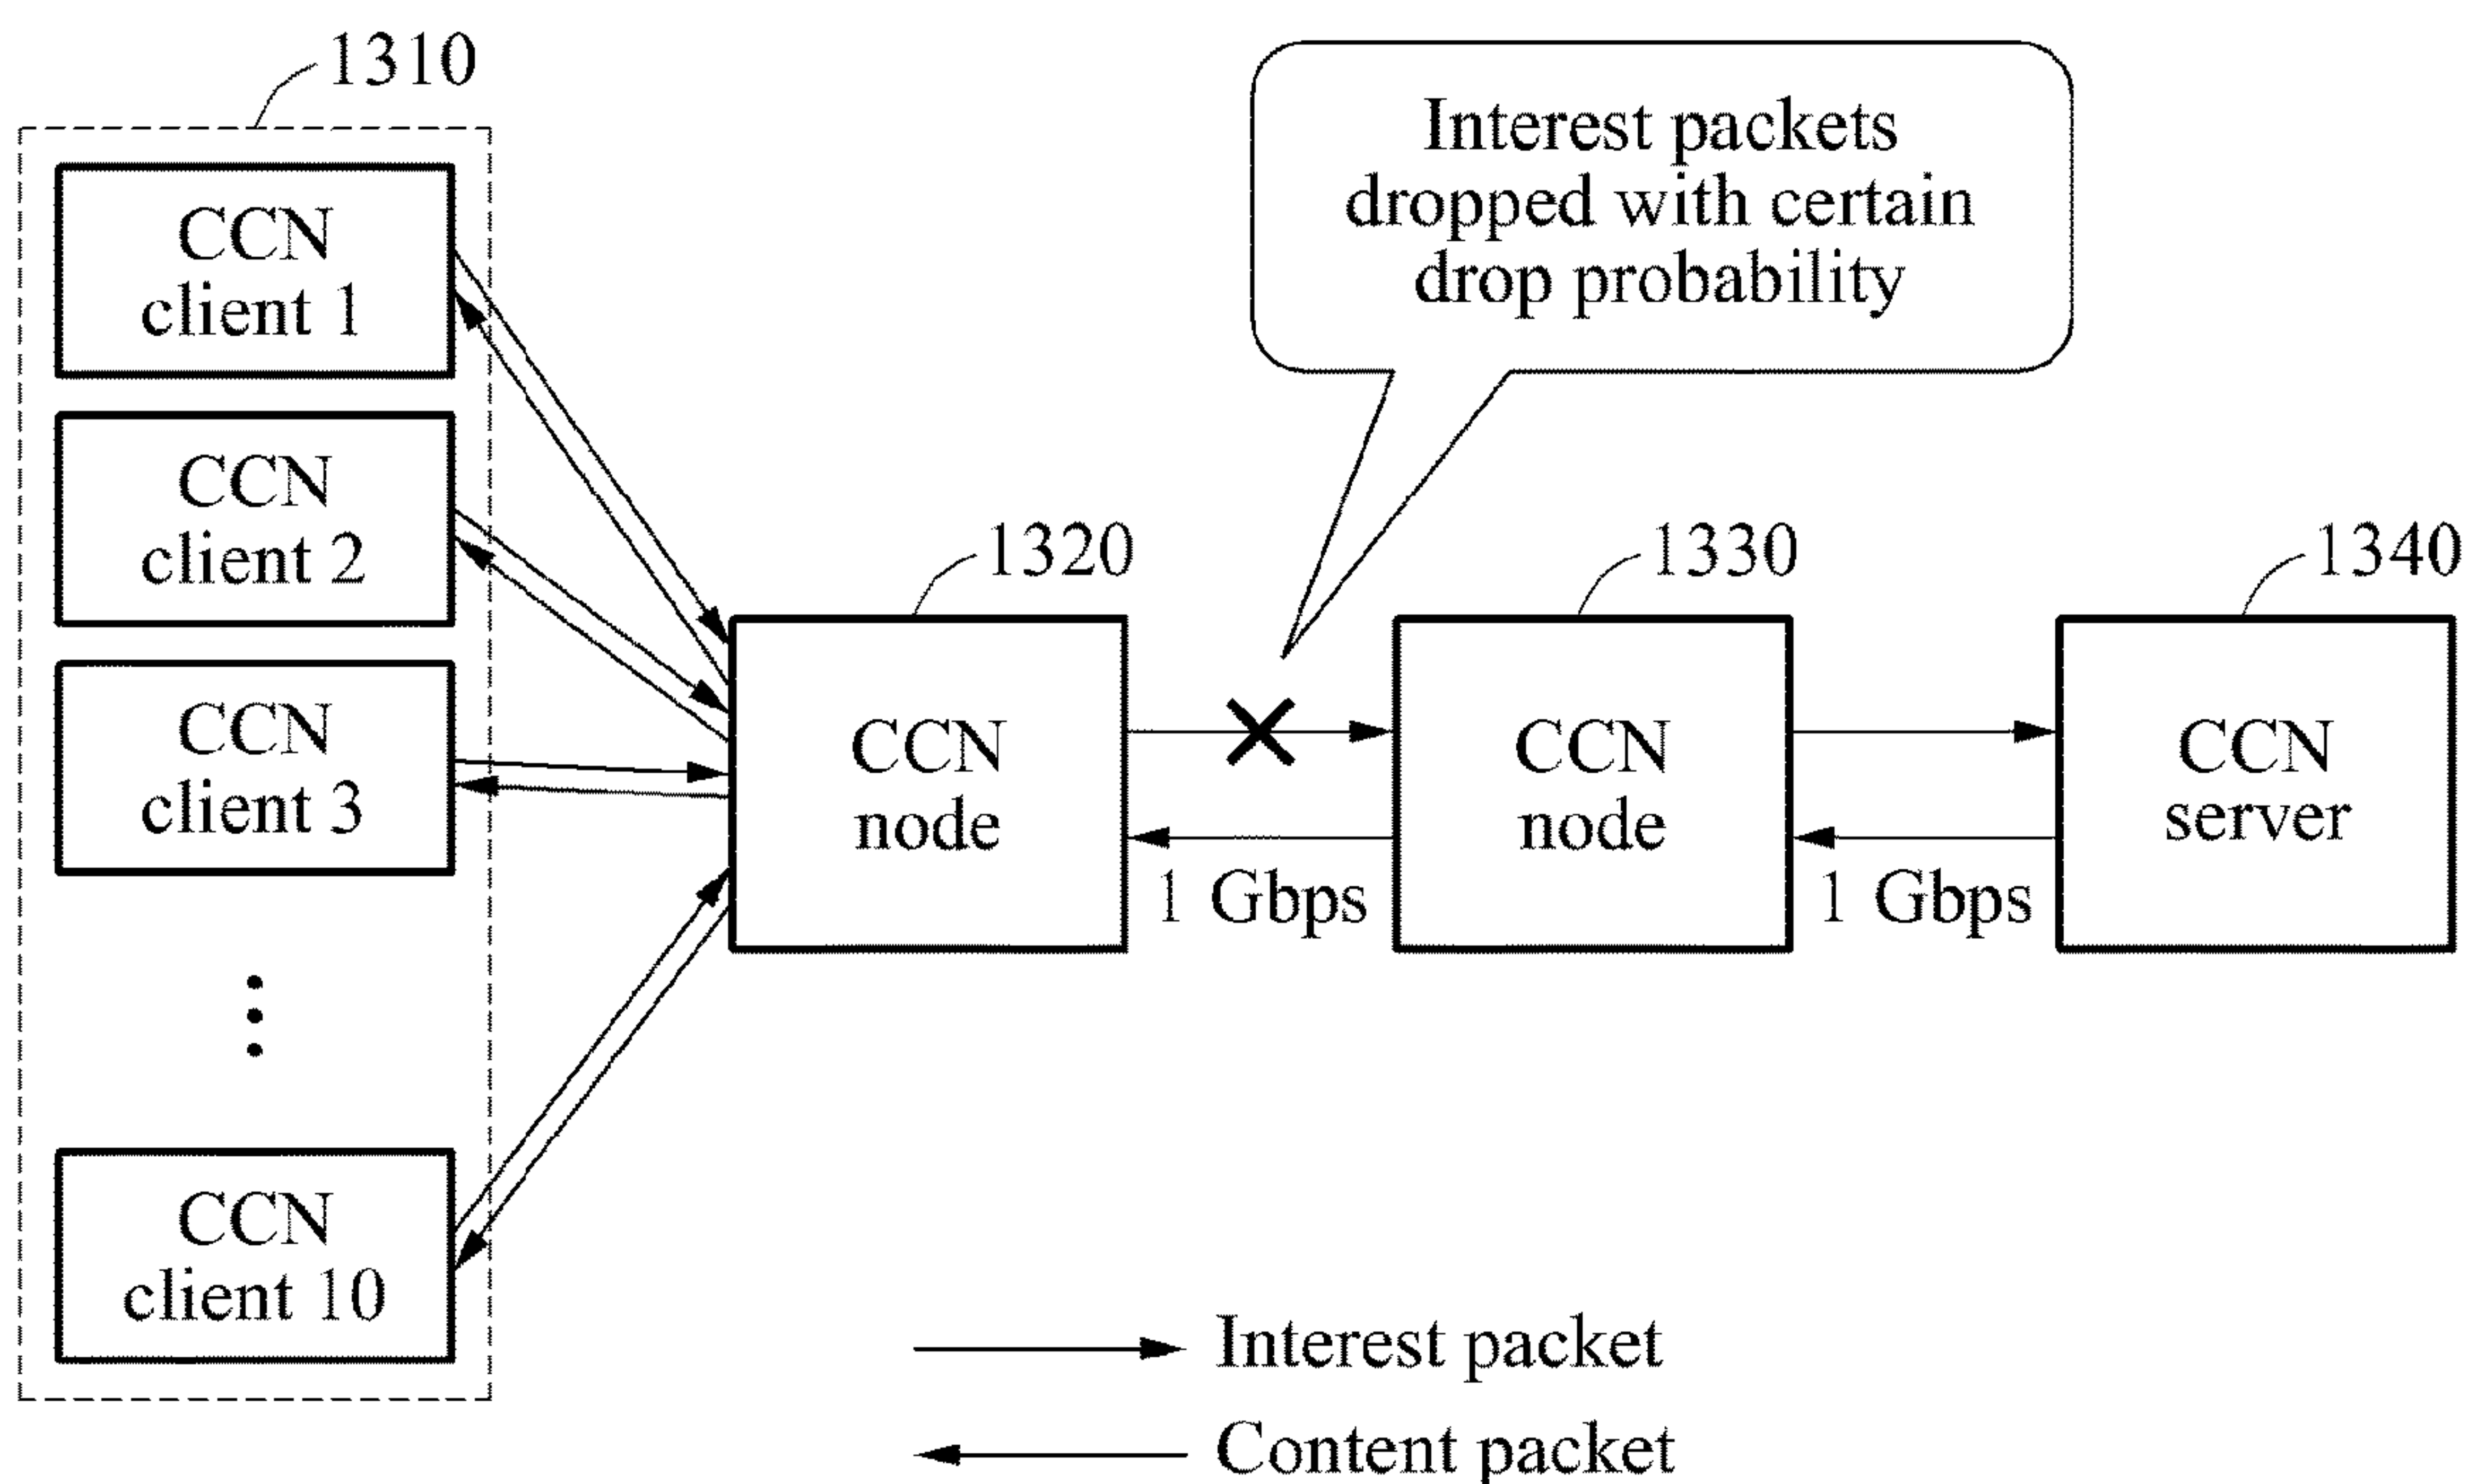 1310
CCN
client 1
CCN
client 2
CCN
client 3
CCN
client 10
Interest packets
dropped with certain
drop probability
1320
CCN
node
1330
CCN
node
1340
CCN
server
1 Gbps
1 Gbps
Interest packet
Content packet